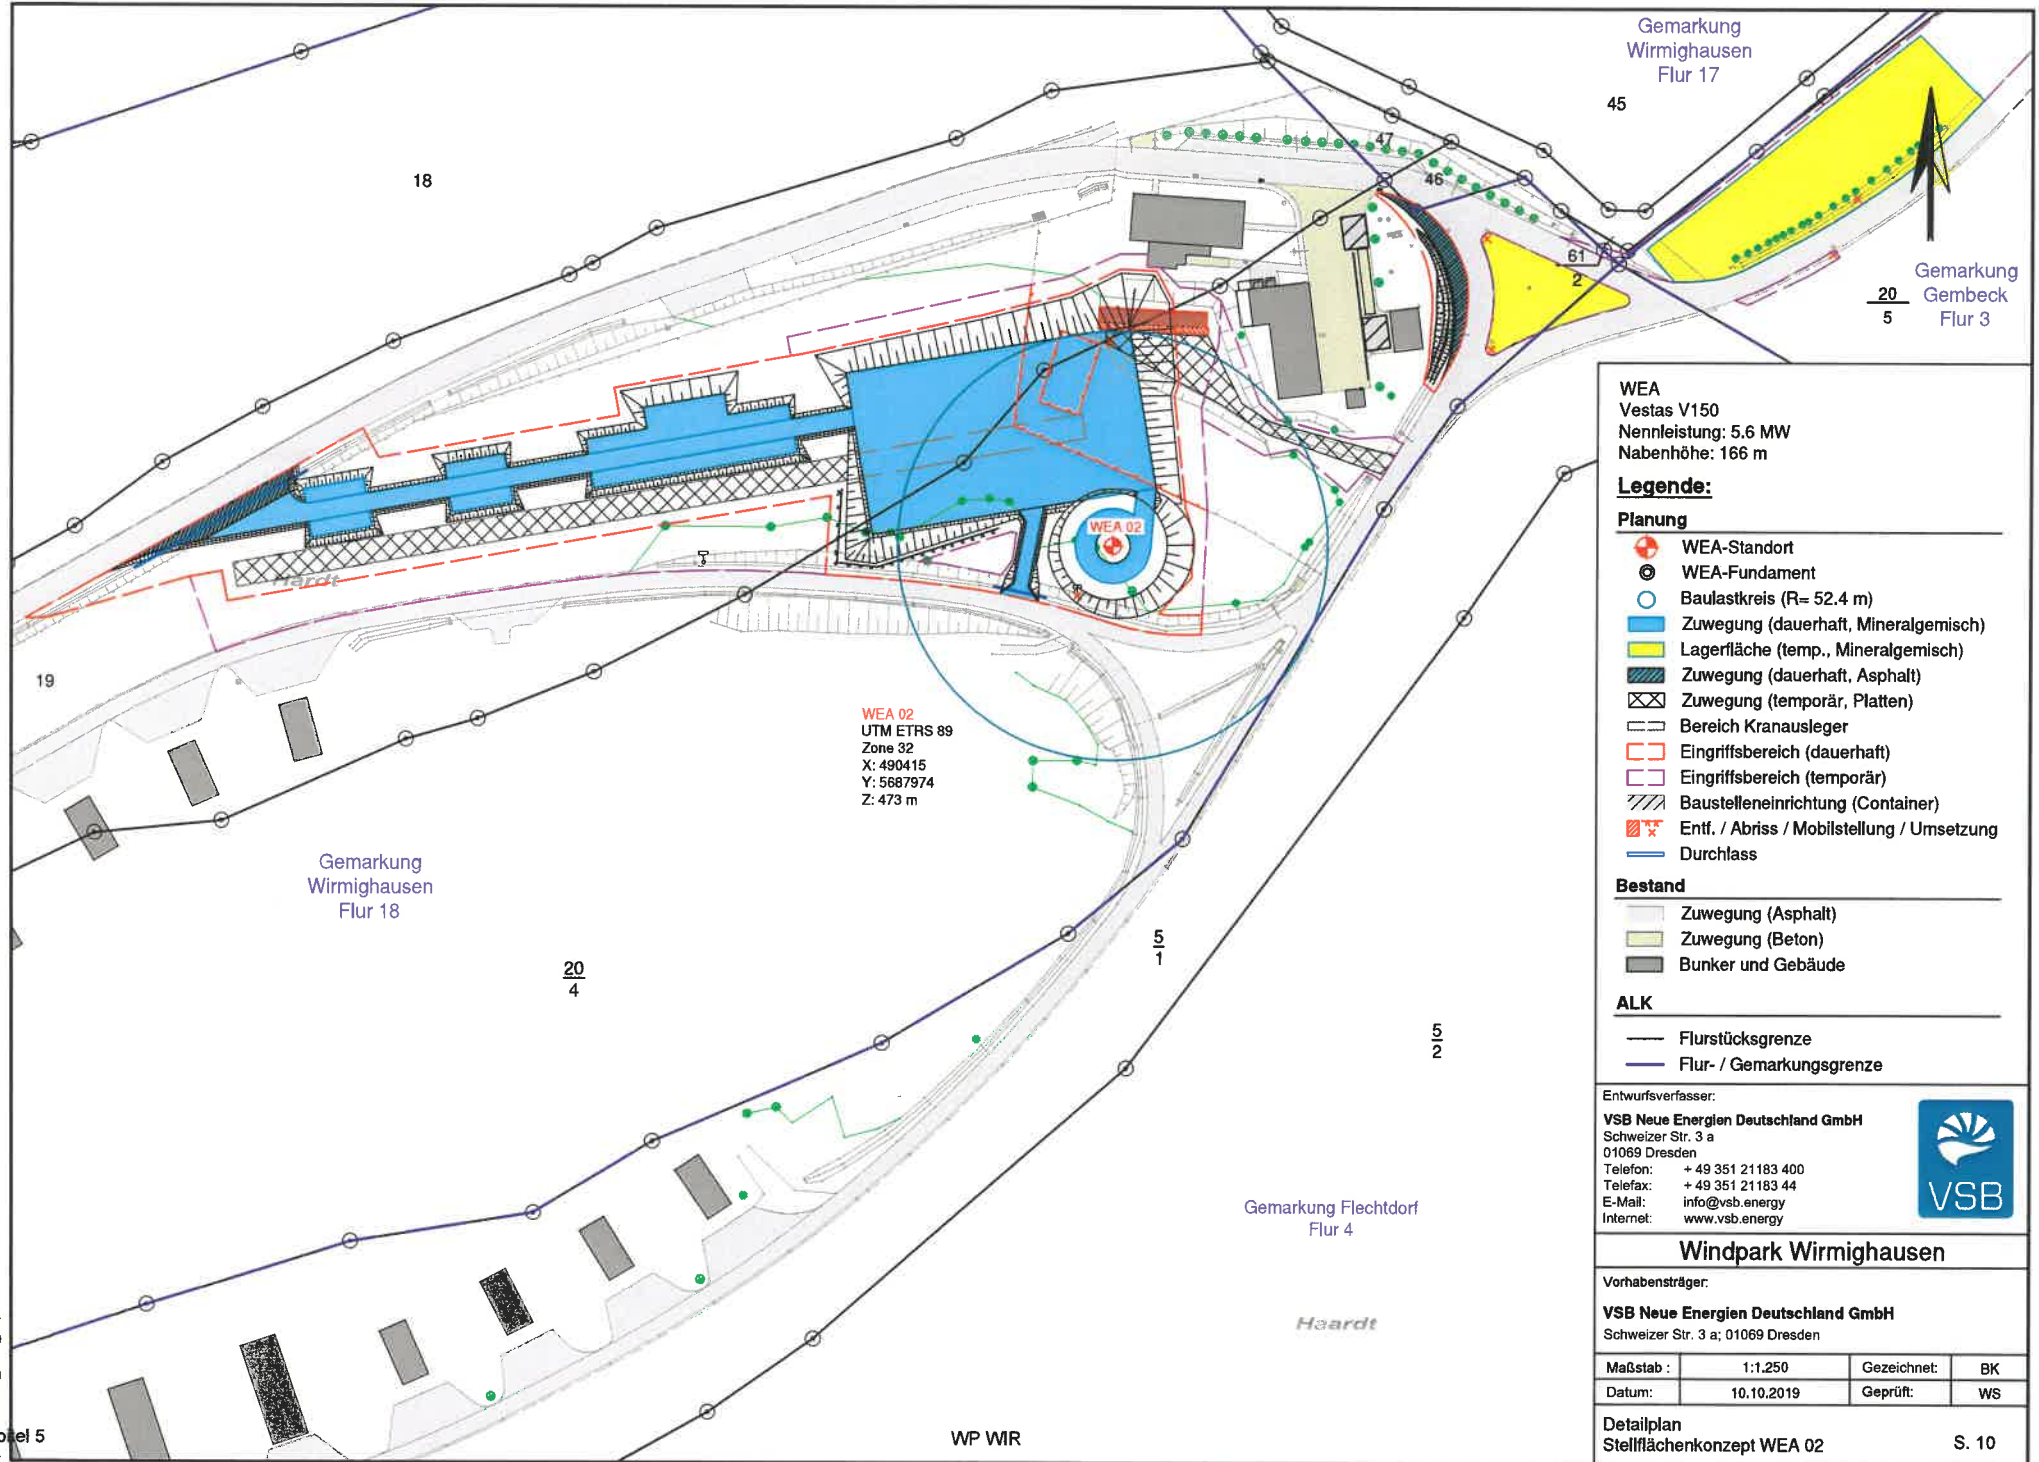 Gemarkung
Wirmighausen
Flur 17
45
18
47
46
61
2
20
5
Gemarkung
Gembeck
Flur 3
WEA 02
Hardt
19
WEA 02
UTM ETRS 89
Zone 32
X: 490415
Y: 5687974
Z: 473 m
Gemarkung
Wirmighausen
Flur 18
20
4
5
1
5
2
Gemarkung Flechtdorf
Flur 4
Haardt
WP WIR
el 5
WEA
Vestas V150
Nennleistung: 5.6 MW
Nabenhöhe: 166 m
Legende:
Planung
WEA-Standort
WEA-Fundament
Baulastkreis (R= 52.4 m)
Zuwegung (dauerhaft, Mineralgemisch)
Lagerfläche (temp., Mineralgemisch)
Zuwegung (dauerhaft, Asphalt)
Zuwegung (temporär, Platten)
Bereich Kranausleger
Eingriffsbereich (dauerhaft)
Eingriffsbereich (temporär)
Baustelleneinrichtung (Container)
Entf. / Abriss / Mobilstellung / Umsetzung
Durchlass
Bestand
Zuwegung (Asphalt)
Zuwegung (Beton)
Bunker und Gebäude
ALK
Flurstücksgrenze
Flur- / Gemarkungsgrenze
Entwurfsverfasser:
VSB Neue Energien Deutschland GmbH
Schweizer Str. 3 a
01069 Dresden
Telefon: + 49 351 21183 400
Telefax: + 49 351 21183 44
E-Mail: info@vsb.energy
Internet: www.vsb.energy
VSB
Windpark Wirmighausen
Vorhabensträger:
VSB Neue Energien Deutschland GmbH
Schweizer Str. 3 a; 01069 Dresden
Maßstab : 1:1.250 Gezeichnet: BK
Datum: 10.10.2019 Geprüft: WS
Detailplan
Stellflächenkonzept WEA 02 S. 10